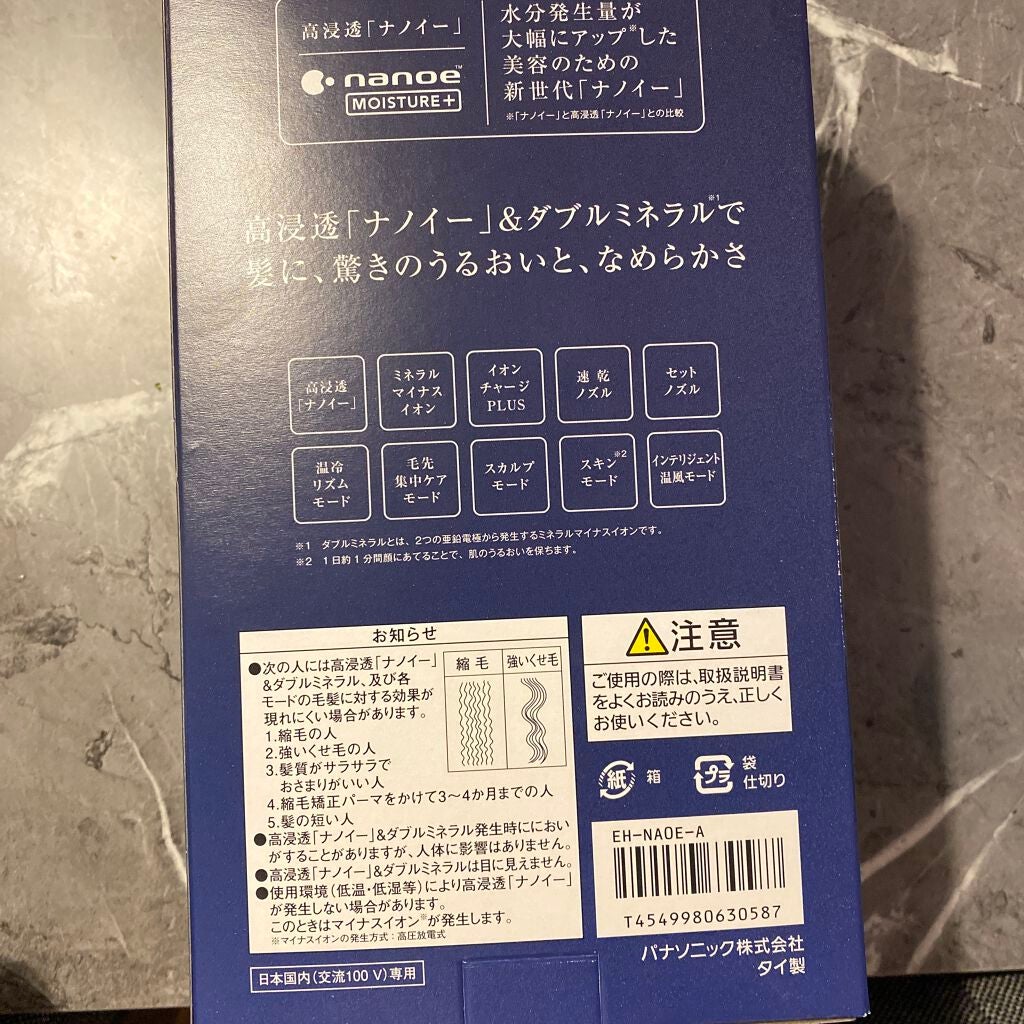 高浸透「ナノイー」
nanoe™
MOISTURE+
水分発生量が
大幅にアップ※した
美容のための
新世代「ナノイー」
※「ナノイー」と高浸透「ナノイー」との比較
高浸透「ナノイー」&ダブルミネラル※1で
髪に、驚きのうるおいと、なめらかさ
高浸透
「ナノイー」
ミネラル
マイナス
イオン
イオン
チャージ
PLUS
速乾
ノズル
セット
ノズル
温冷
リズム
モード
毛先
集中ケア
モード
スカルプ
モード
スキン※2
モード
インテリジェント
温風モード
※1 ダブルミネラルとは、2つの亜鉛電極から発生するミネラルマイナスイオンです。
※2 1日約1分間顔にあてることで、肌のうるおいを保ちます。
お知らせ
●次の人には高浸透「ナノイー」
&ダブルミネラル、及び各
モードの毛髪に対する効果が
現れにくい場合があります。
1.縮毛の人
2.強いくせ毛の人
3.髪質がサラサラで
おさまりがいい人
4.縮毛矯正パーマをかけて3〜4か月までの人
5.髪の短い人
縮毛
強いくせ毛
●高浸透「ナノイー」&ダブルミネラル発生時ににおい
がすることがありますが、人体に影響はありません。
●高浸透「ナノイー」&ダブルミネラルは目に見えません。
●使用環境(低温・低湿等)により高浸透「ナノイー」
が発生しない場合があります。
このときはマイナスイオン※が発生します。
※マイナスイオンの発生方式:高圧放電式
日本国内(交流100 V)専用
注意
ご使用の際は、取扱説明書
をよくお読みのうえ、正しく
お使いください。
紙
箱
プラ
袋
仕切り
EH-NA0E-A
T4549980630587
パナソニック株式会社
タイ製